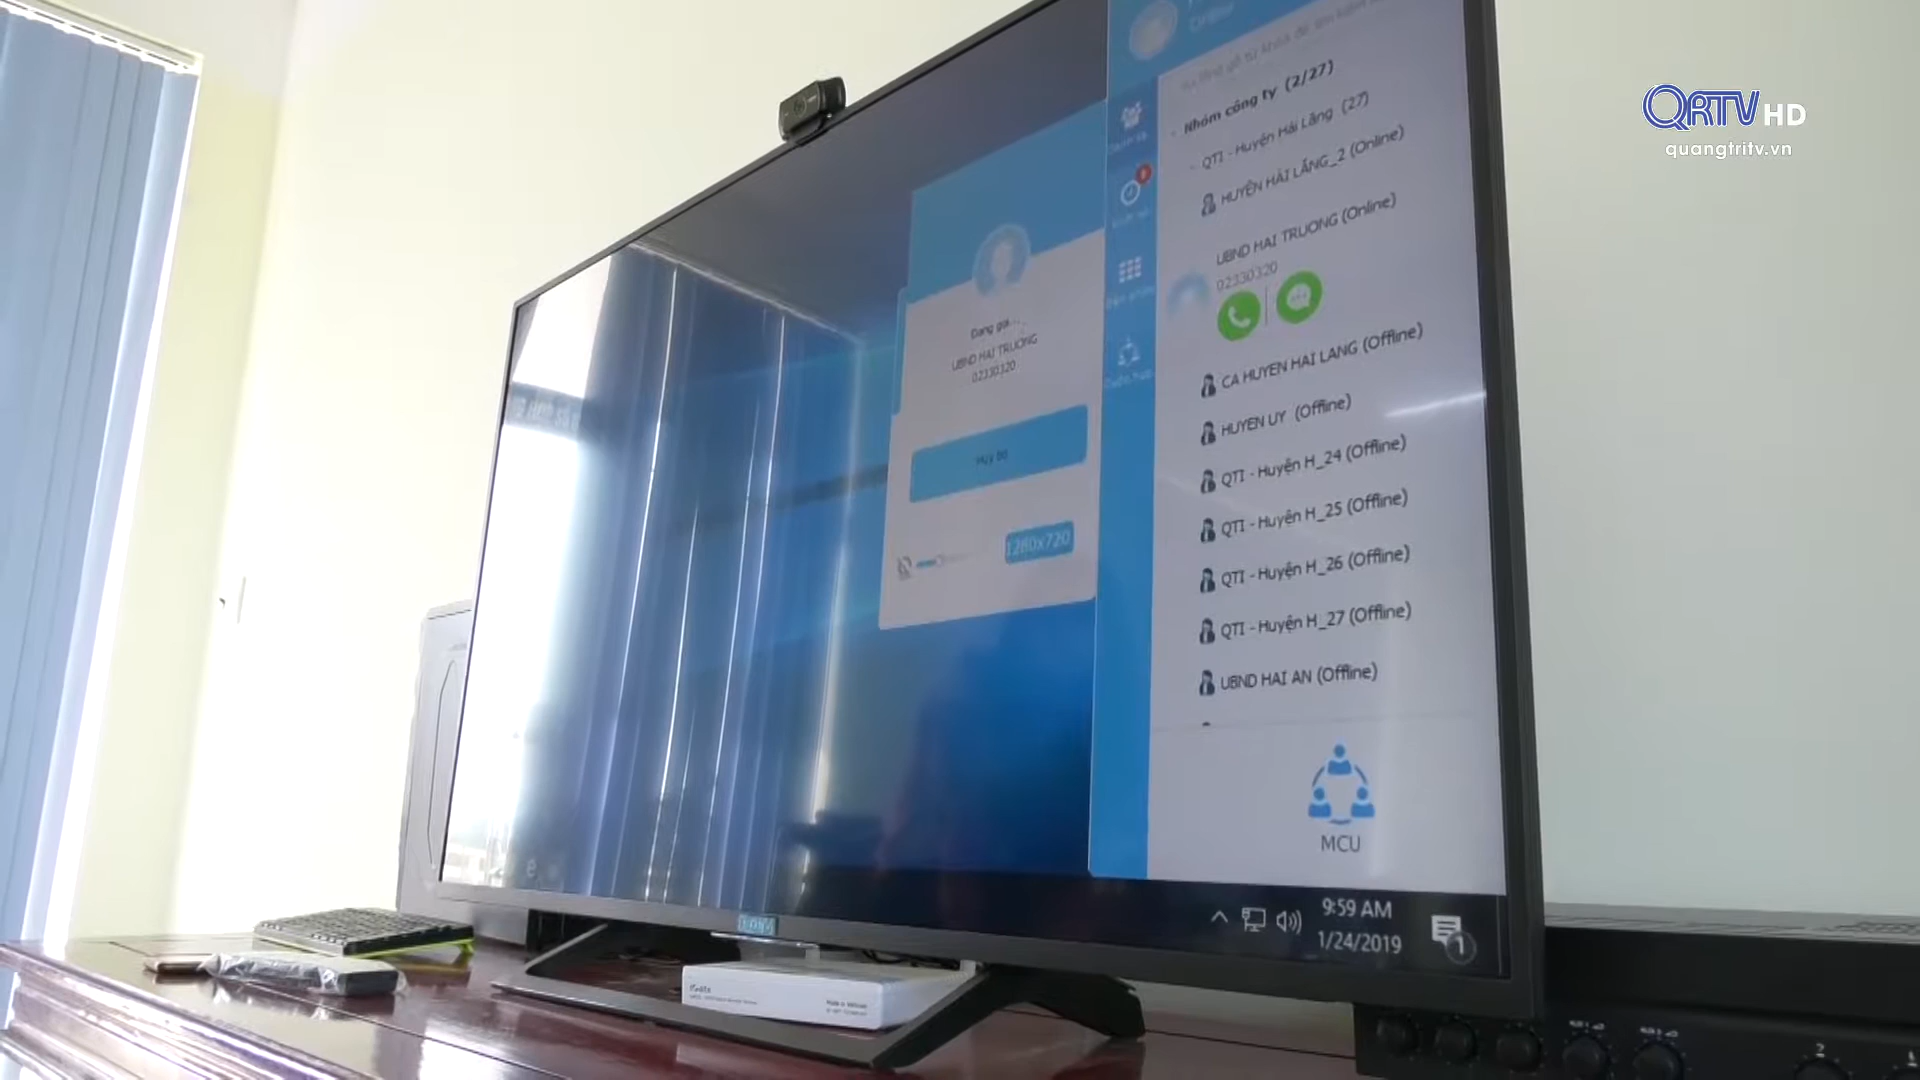 QRTV HD
quangtritv.vn
Nhóm công ty (2/27)
QTI - Huyện Hải Lăng (27)
HUYỆN HẢI LĂNG_2 (Online)
UBND HAI TRUONG (Online)
02330320
CA HUYEN HAI LANG (Offline)
HUYEN UY (Offline)
QTI - Huyện H_24 (Offline)
QTI - Huyện H_25 (Offline)
QTI - Huyện H_26 (Offline)
QTI - Huyện H_27 (Offline)
UBND HAI AN (Offline)
MCU
Đang gọi...
UBND HAI TRUONG
02330320
Hủy bỏ
1280x720
9:59 AM
1/24/2019
1
2